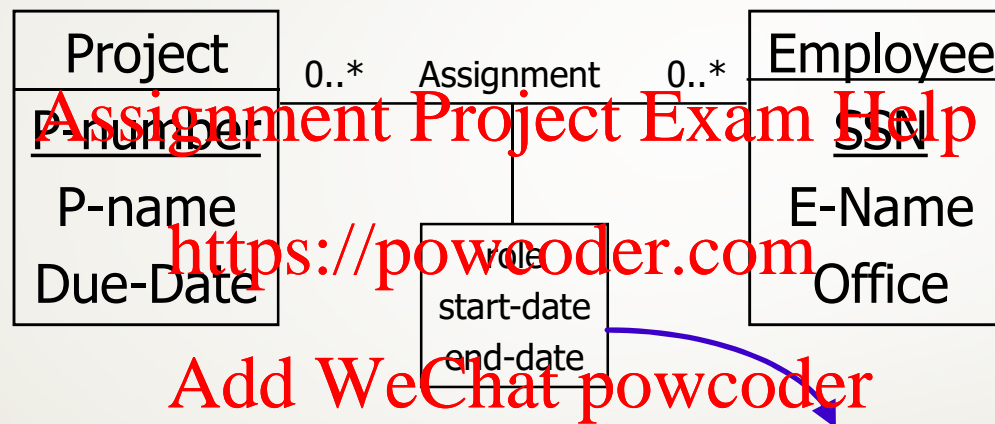 Project 0..* Assignment 0..* Employee
Assignment Project Exam Help
P-number SSN
P-name E-Name
https://powcoder.com
role
Due-Date Office
start-date
end-date
Add WeChat powcoder